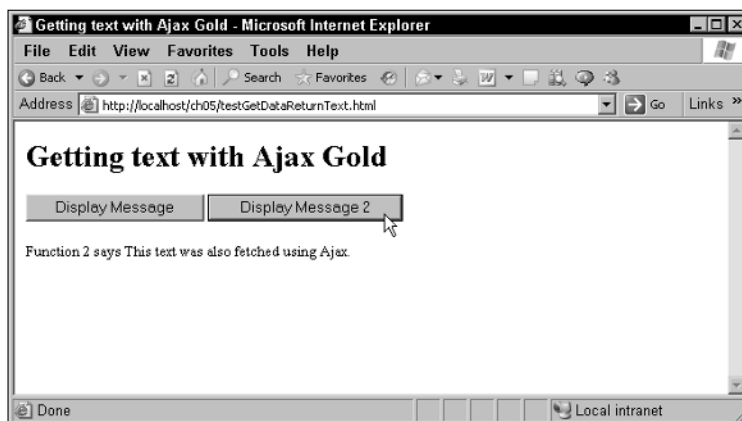 Getting text with Ajax Gold - Microsoft Internet Explorer
File Edit View Favorites Tools Help
Back Search Favorites
Address http://localhost/ch05/testGetDataReturnText.html Go Links »
Getting text with Ajax Gold
Display Message Display Message 2
Function 2 says This text was also fetched using Ajax.
Done Local intranet